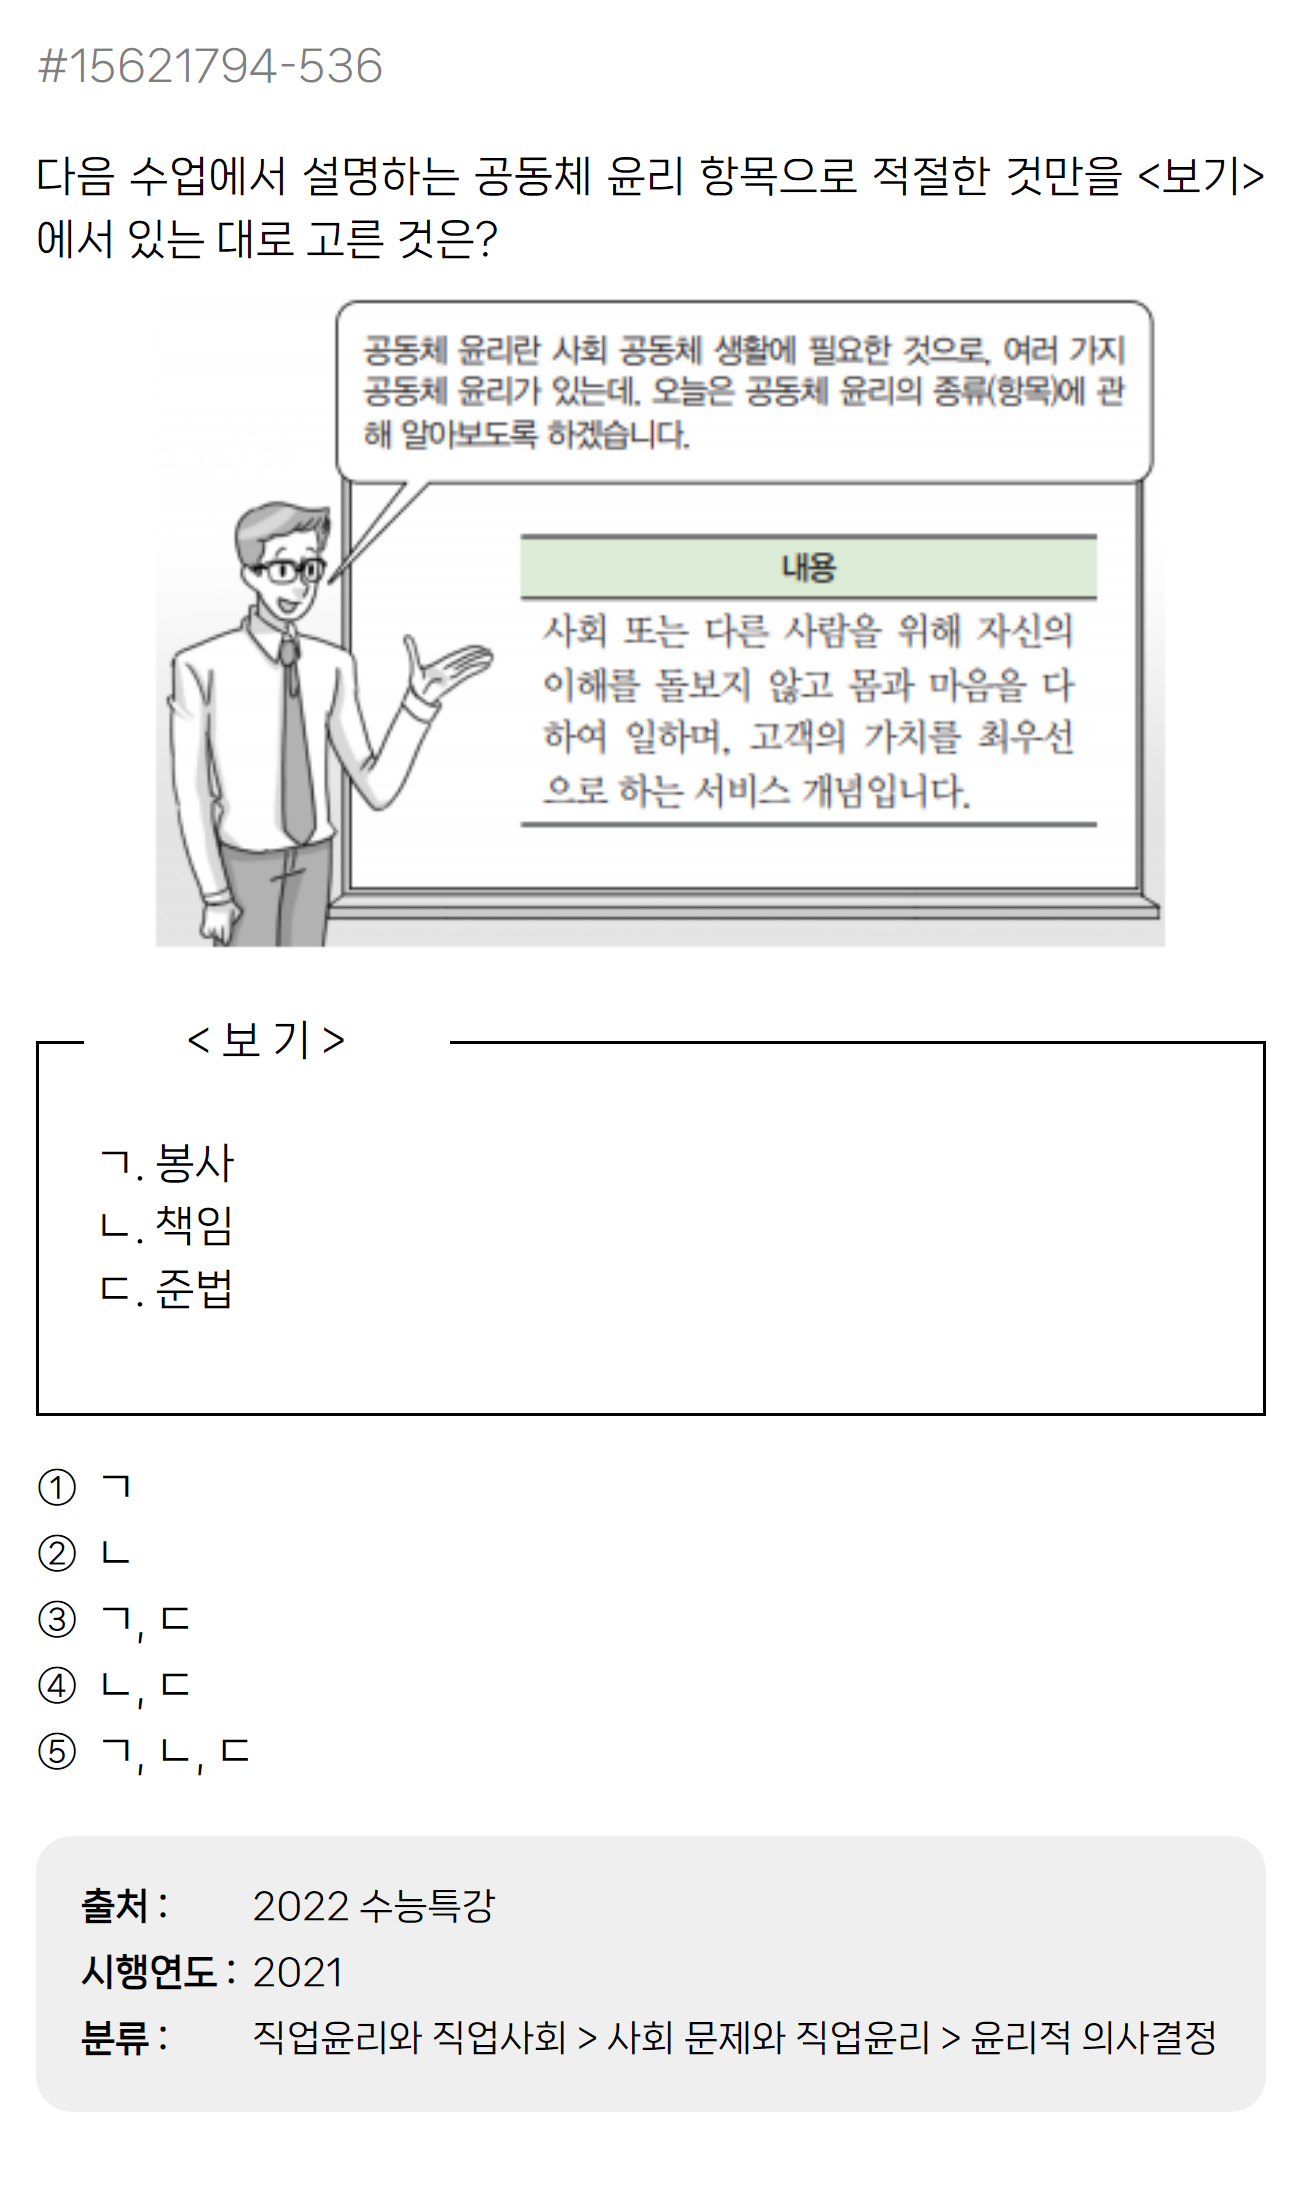 #15621794-536
다음 수업에서 설명하는 공동체 윤리 항목으로 적절한 것만을 <보기>
에서 있는 대로 고른 것은?
공동체 윤리란 사회 공동체 생활에 필요한 것으로, 여러 가지
공동체 윤리가 있는데, 오늘은 공동체 윤리의 종류(항목)에 관
해 알아보도록 하겠습니다.
내용
사회 또는 다른 사람을 위해 자신의
이해를 돌보지 않고 몸과 마음을 다
하여 일하며, 고객의 가치를 최우선
으로 하는 서비스 개념입니다.
< 보 기 >
ㄱ. 봉사
ㄴ. 책임
ㄷ. 준법
① ㄱ
② ㄴ
③ ㄱ, ㄷ
④ ㄴ, ㄷ
⑤ ㄱ, ㄴ, ㄷ
출처 : 2022 수능특강
시행연도 : 2021
분류 : 직업윤리와 직업사회 > 사회 문제와 직업윤리 > 윤리적 의사결정